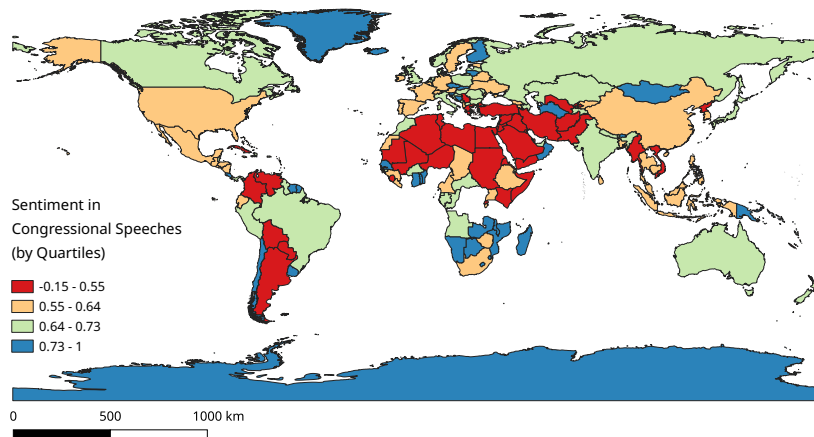 Sentiment in
Congressional Speeches
(by Quartiles)
-0.15 - 0.55
0.55 - 0.64
0.64 - 0.73
0.73 - 1
0 500 1000 km